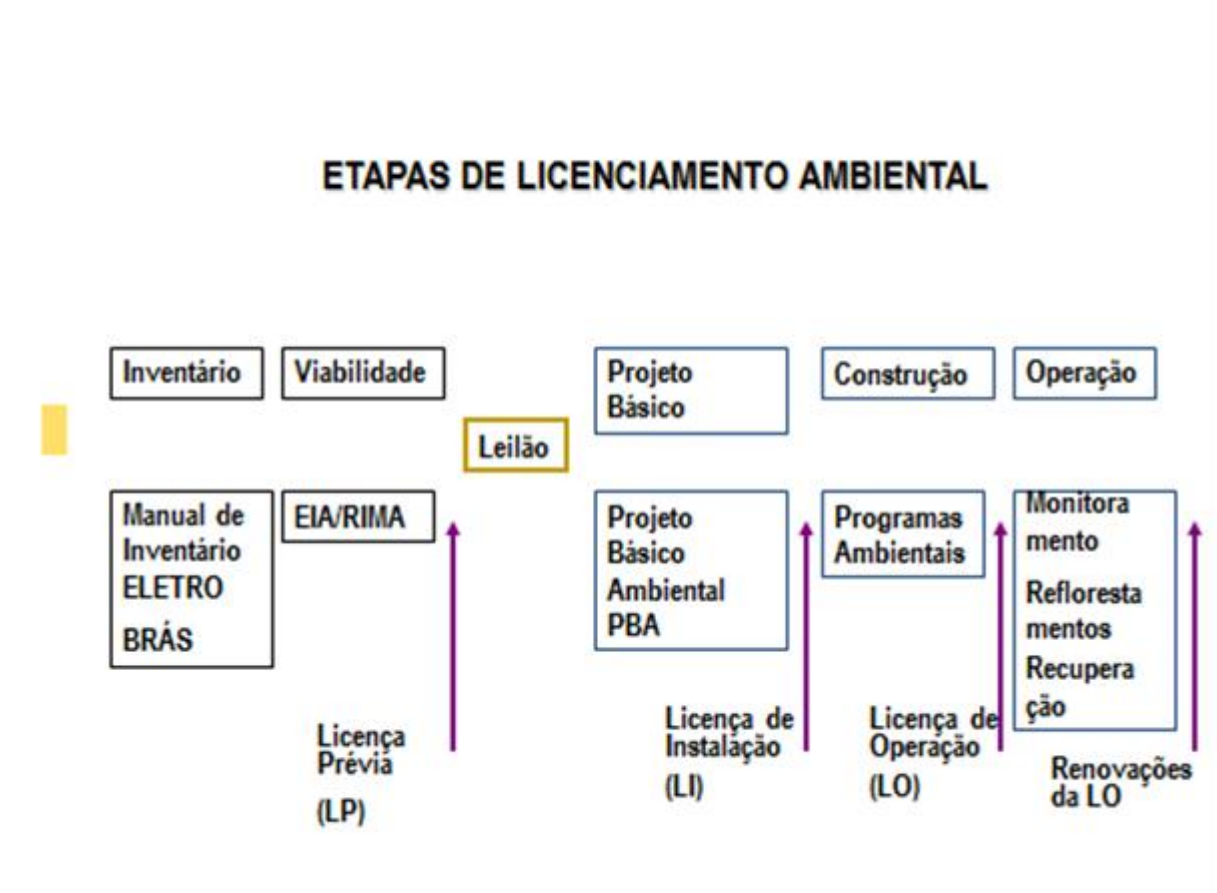 ETAPAS DE LICENCIAMENTO AMBIENTAL
Inventário
Viabilidade
Leilão
Projeto
Básico
Construção
Operação
Manual de
Inventário
ELETRO
BRÁS
EIA/RIMA
Projeto
Básico
Ambiental
PBA
Programas
Ambientais
Monitora
mento
Refloresta
mentos
Recupera
ção
Licença
Prévia
(LP)
Licença de
Instalação
(LI)
Licença de
Operação
(LO)
Renovações
da LO